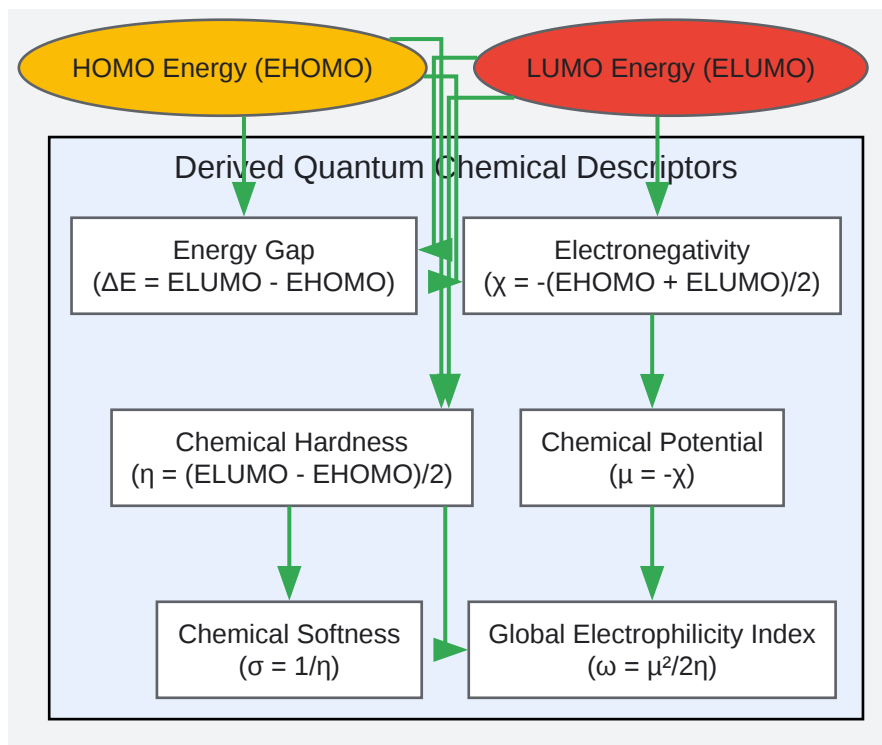 HOMO Energy (EHOMO)
LUMO Energy (ELUMO)
Derived Quantum Chemical Descriptors
Energy Gap
(ΔE = ELUMO - EHOMO)
Electronegativity
(χ = -(EHOMO + ELUMO)/2)
Chemical Hardness
(η = (ELUMO - EHOMO)/2)
Chemical Potential
(μ = -χ)
Chemical Softness
(σ = 1/η)
Global Electrophilicity Index
(ω = μ²/2η)